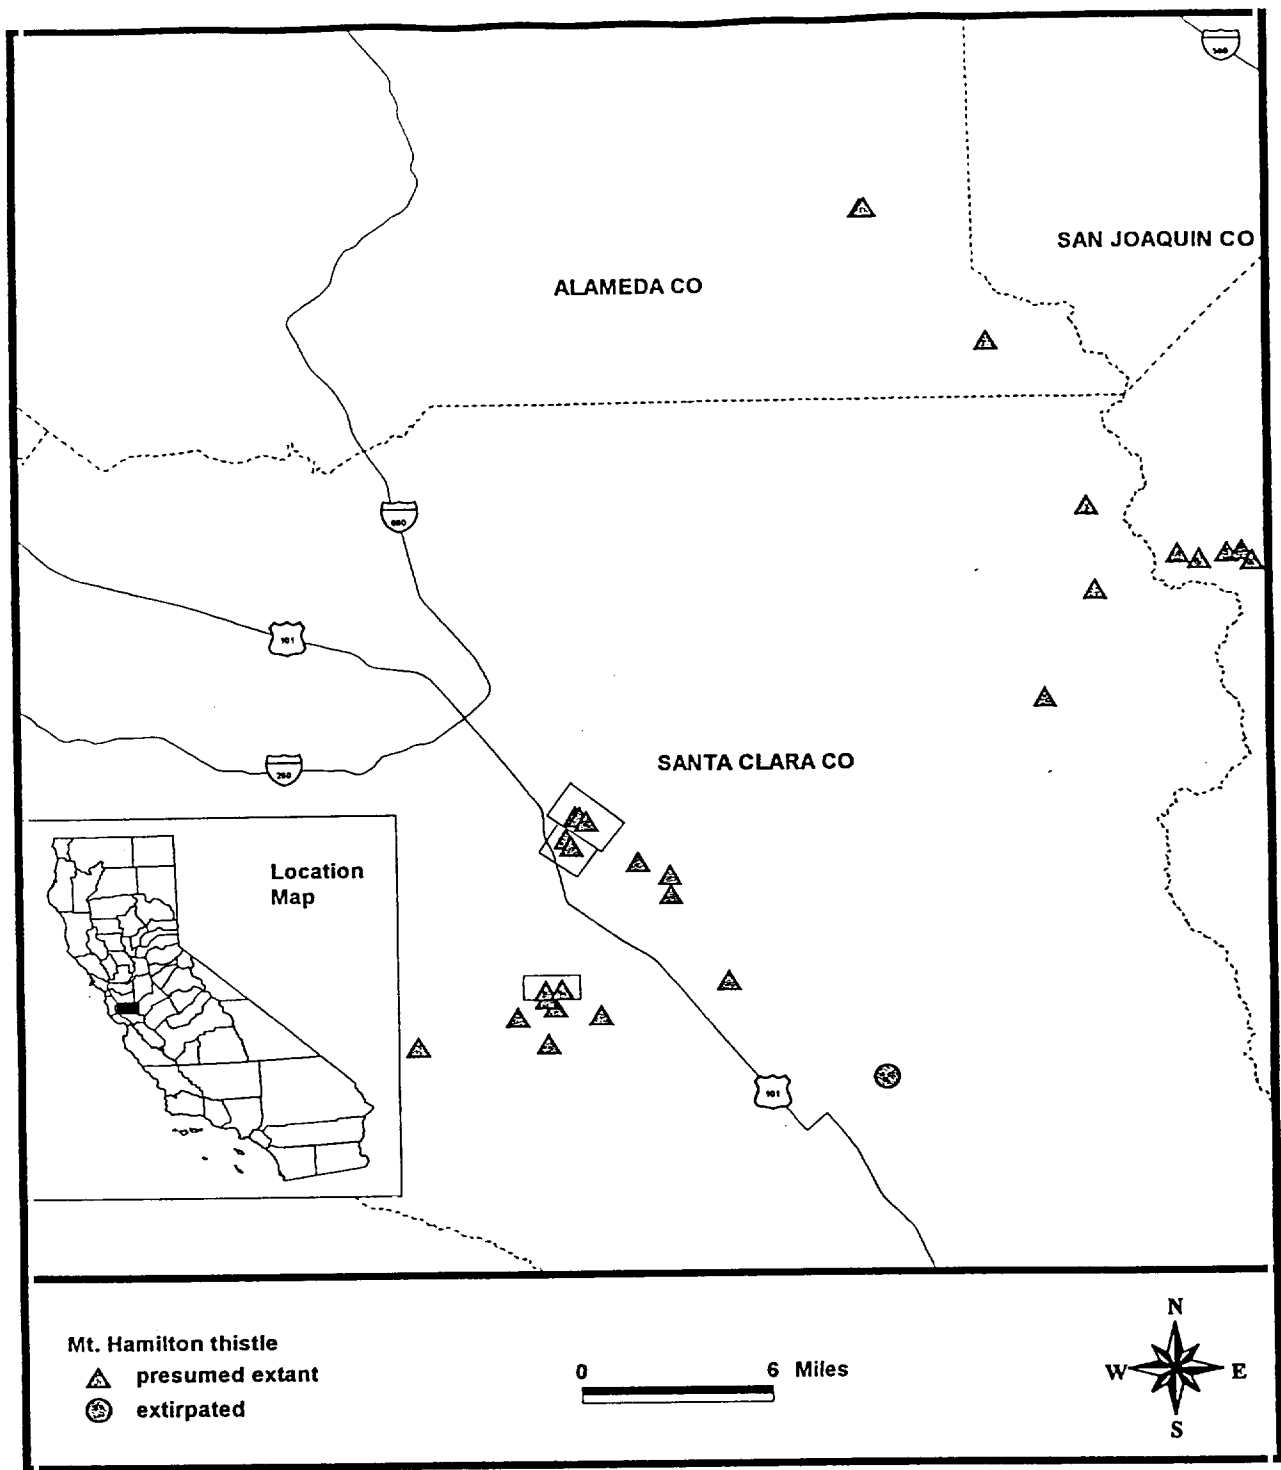 SAN JOAQUIN CO
ALAMEDA CO
101
SANTA CLARA CO
280
Location
Map
101
Mt. Hamilton thistle
presumed extant
extirpated
0 6 Miles
N
W E
S